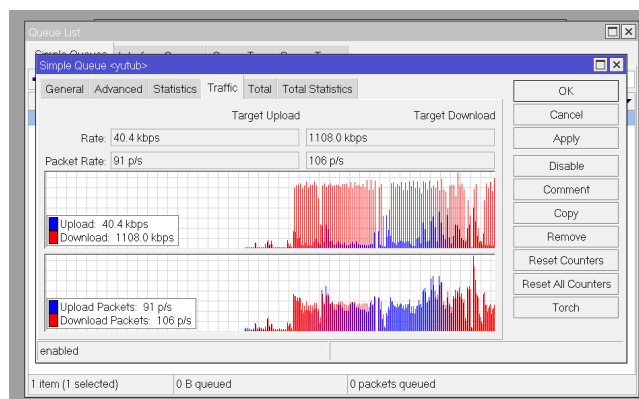 Queue List
Simple Queue <yutub>
General Advanced Statistics Traffic Total Total Statistics
OK
Target Upload Target Download
Cancel
Rate: 40.4 kbps 1108.0 kbps
Apply
Packet Rate: 91 p/s 106 p/s
Disable
Comment
Copy
Upload: 40.4 kbps
Download: 1108.0 kbps
Remove
Reset Counters
Reset All Counters
Upload Packets: 91 p/s
Download Packets: 106 p/s
Torch
enabled
1 item (1 selected) 0 B queued 0 packets queued